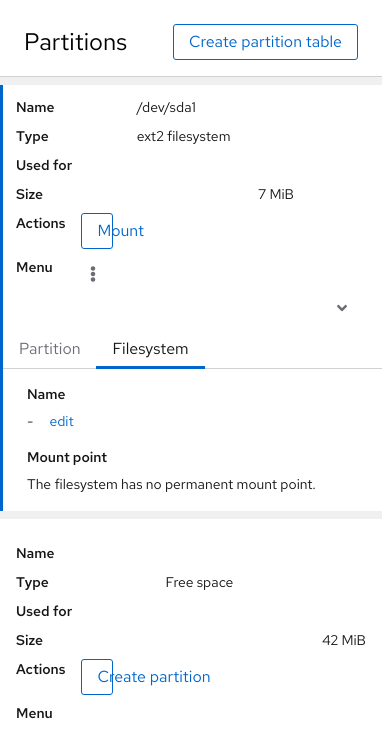 Partitions Create partition table
Name /dev/sda1
Type ext2 filesystem
Used for
Size 7 MiB
Actions Mount
Menu
Partition Filesystem
Name
- edit
Mount point
The filesystem has no permanent mount point.
Name
Type Free space
Used for
Size 42 MiB
Actions Create partition
Menu